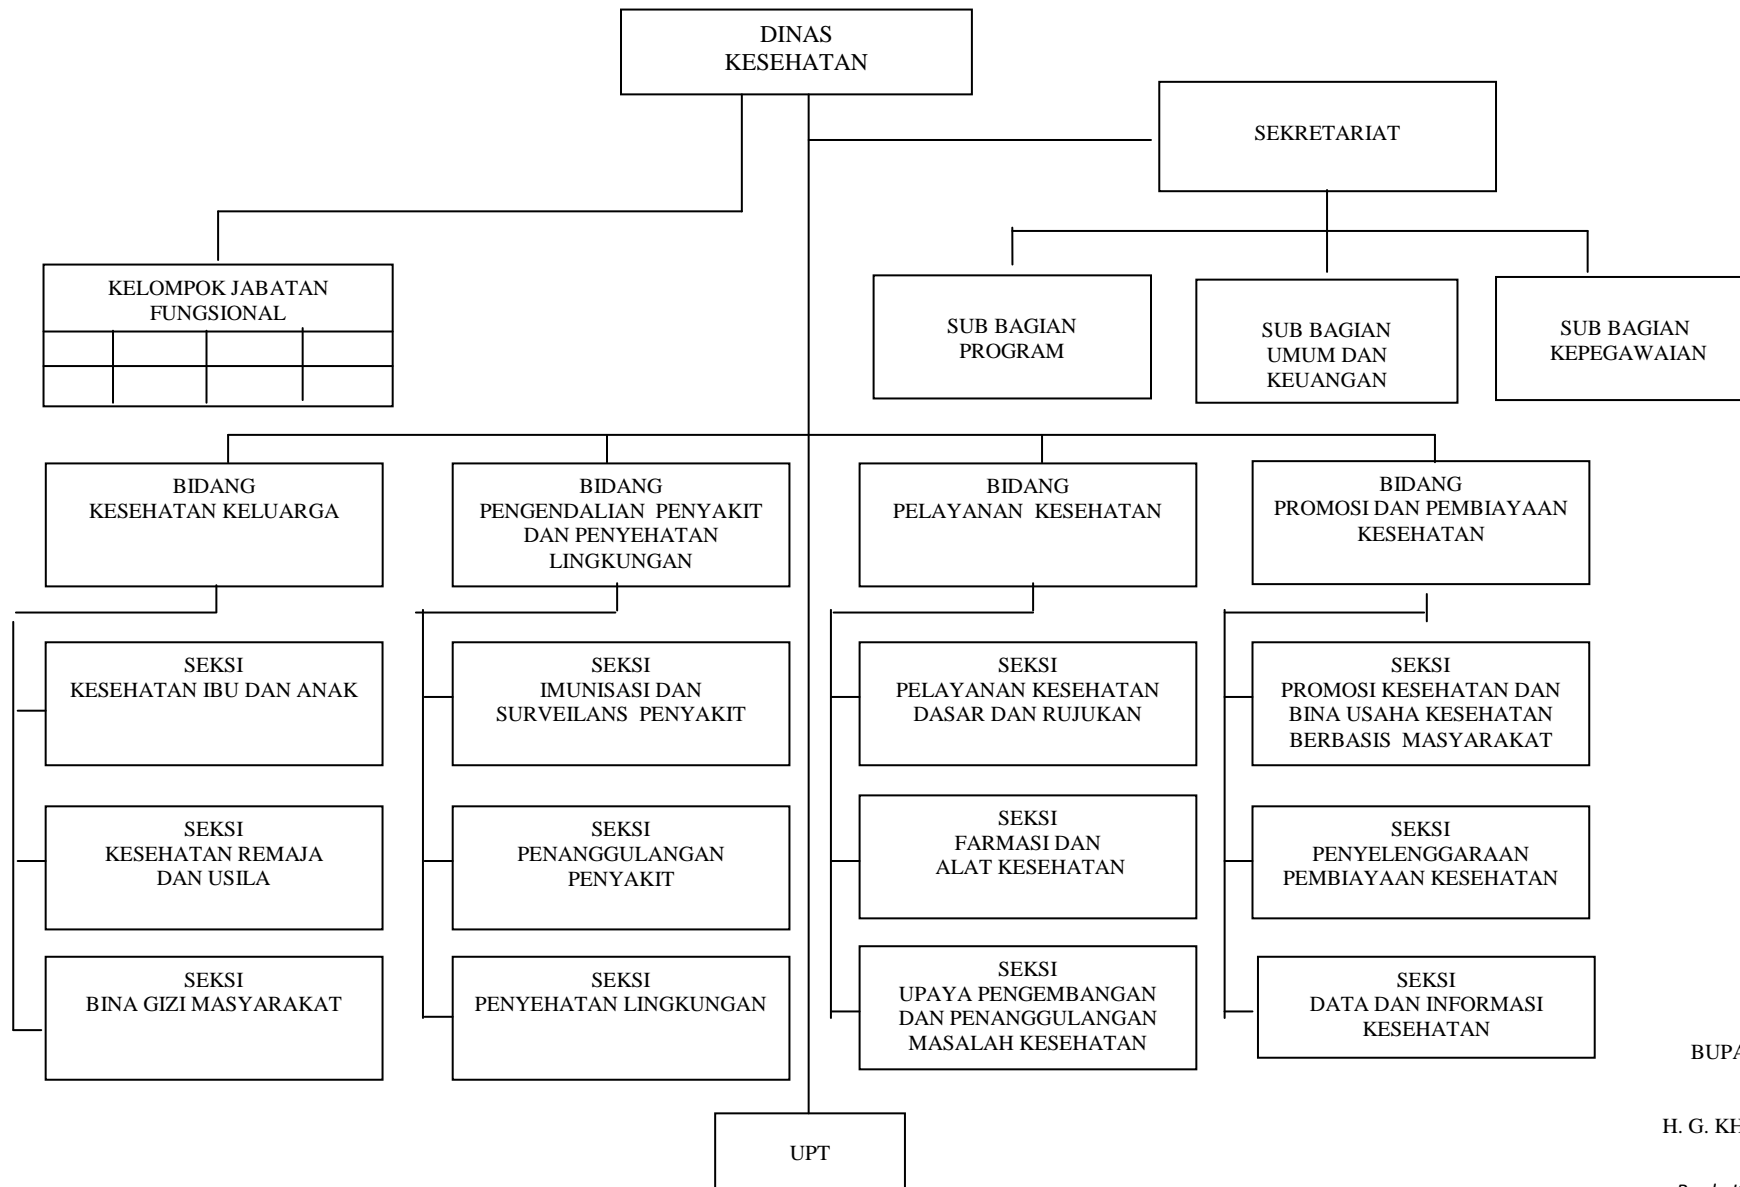 DINAS
KESEHATAN
SEKRETARIAT
KELOMPOK JABATAN
FUNGSIONAL
SUB BAGIAN
PROGRAM
SUB BAGIAN
UMUM DAN
KEUANGAN
SUB BAGIAN
KEPEGAWAIAN
BIDANG
KESEHATAN KELUARGA
BIDANG
PENGENDALIAN PENYAKIT
DAN PENYEHATAN
LINGKUNGAN
BIDANG
PELAYANAN KESEHATAN
BIDANG
PROMOSI DAN PEMBIAYAAN
KESEHATAN
SEKSI
KESEHATAN IBU DAN ANAK
SEKSI
IMUNISASI DAN
SURVEILANS PENYAKIT
SEKSI
PELAYANAN KESEHATAN
DASAR DAN RUJUKAN
SEKSI
PROMOSI KESEHATAN DAN
BINA USAHA KESEHATAN
BERBASIS MASYARAKAT
SEKSI
KESEHATAN REMAJA
DAN USILA
SEKSI
PENANGGULANGAN
PENYAKIT
SEKSI
FARMASI DAN
ALAT KESEHATAN
SEKSI
PENYELENGGARAAN
PEMBIAYAAN KESEHATAN
SEKSI
BINA GIZI MASYARAKAT
SEKSI
PENYEHATAN LINGKUNGAN
SEKSI
UPAYA PENGEMBANGAN
DAN PENANGGULANGAN
MASALAH KESEHATAN
SEKSI
DATA DAN INFORMASI
KESEHATAN
BUPA
H. G. KH
UPT